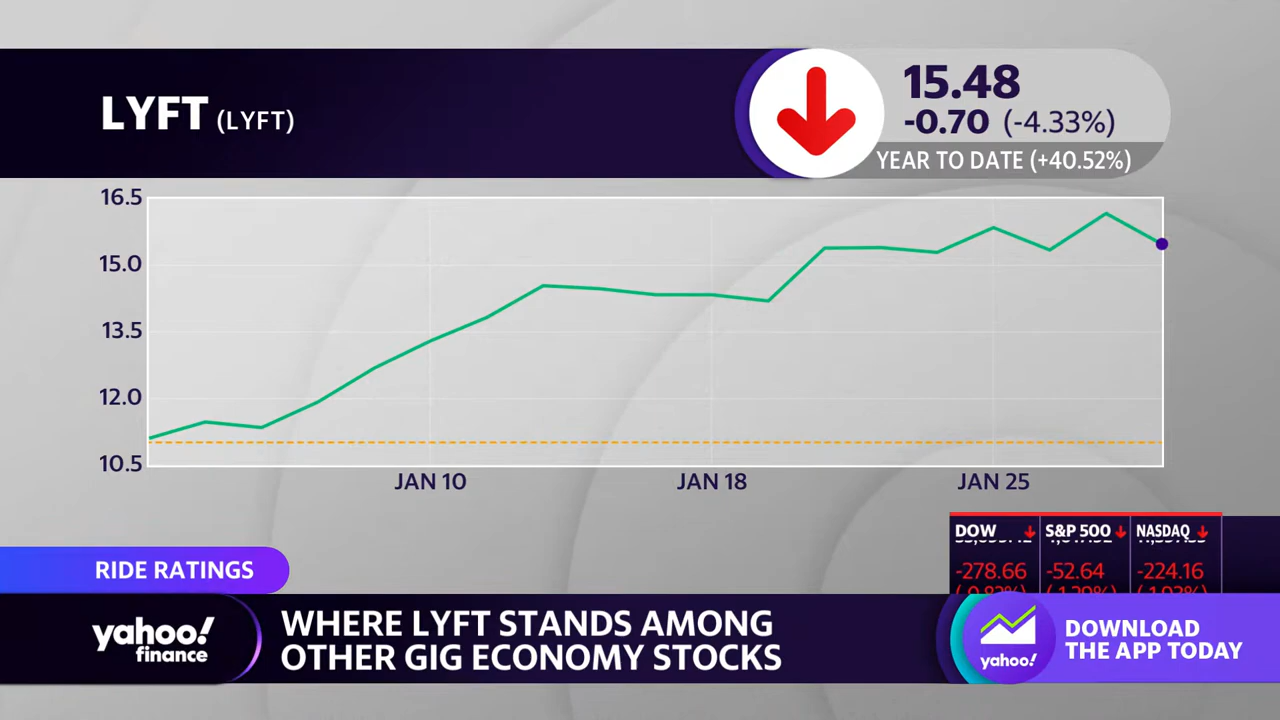 LYFT (LYFT)
15.48
-0.70 (-4.33%)
YEAR TO DATE (+40.52%)
16.5
15.0
13.5
12.0
10.5
JAN 10
JAN 18
JAN 25
DOW
S&P 500
NASDAQ
-278.66
-52.64
-224.16
RIDE RATINGS
yahoo!
finance
WHERE LYFT STANDS AMONG
OTHER GIG ECONOMY STOCKS
yahoo!
DOWNLOAD
THE APP TODAY